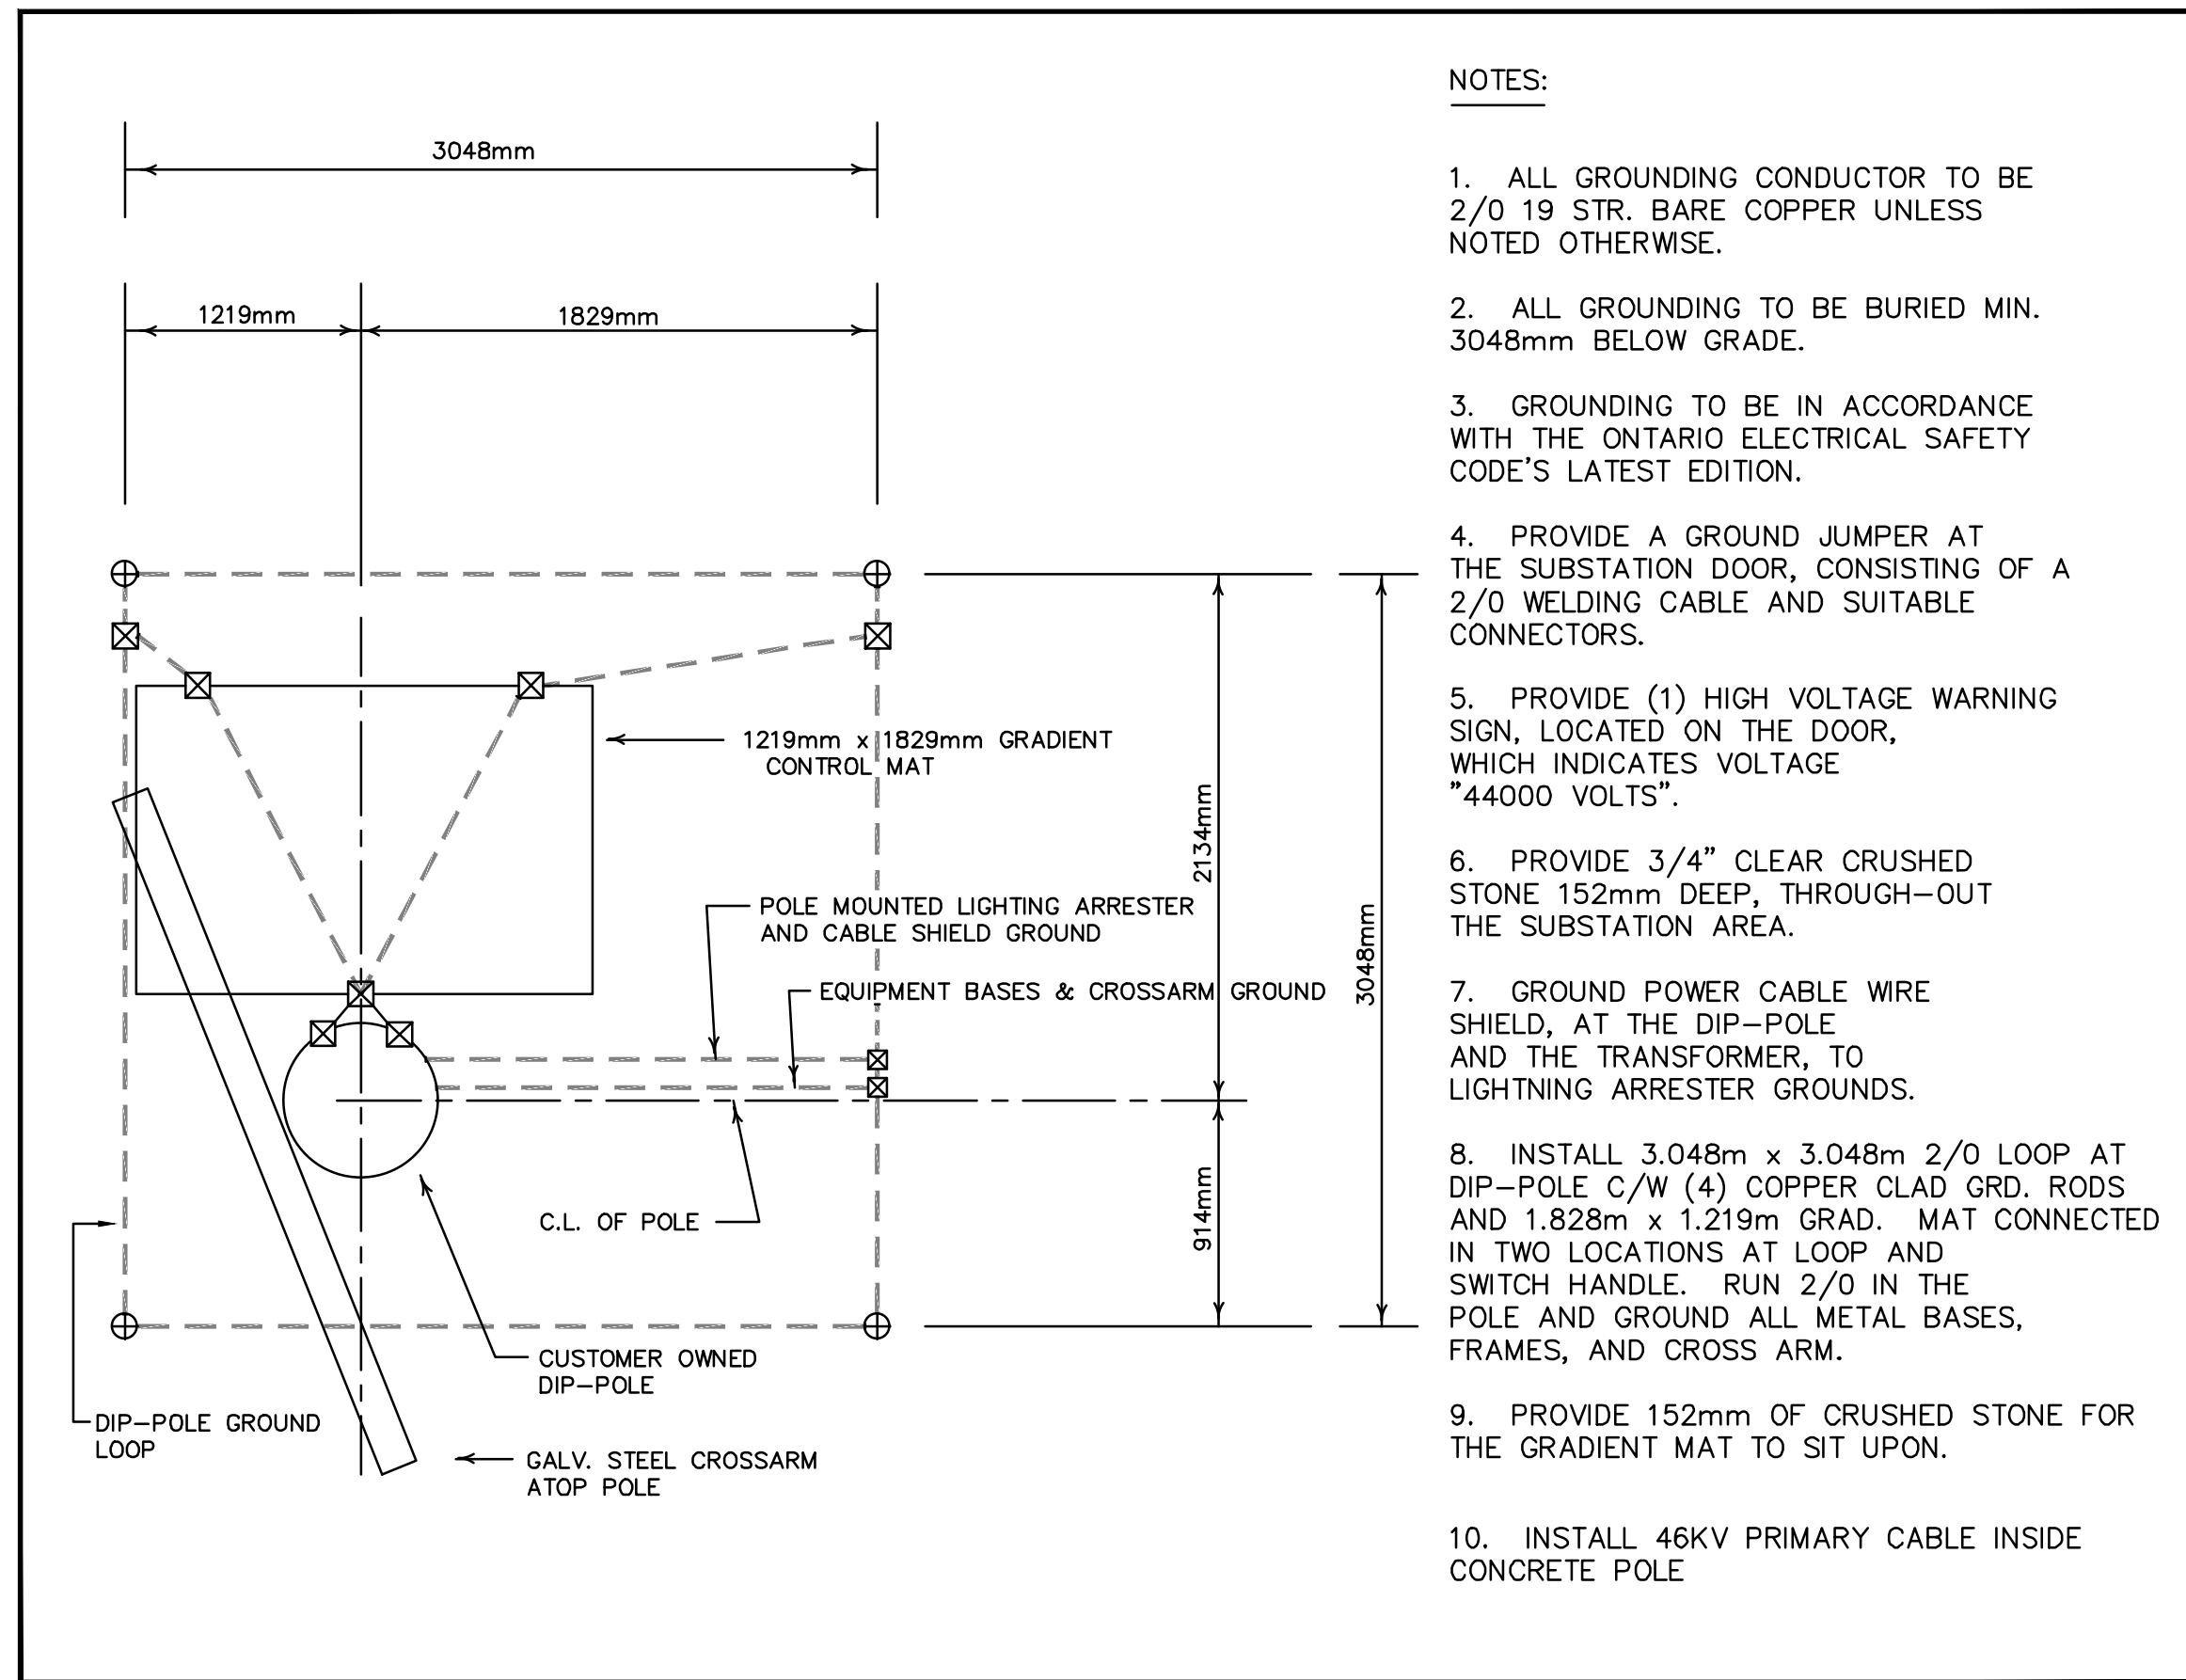 3048mm
1219mm
1829mm
1219mm x 1829mm GRADIENT
CONTROL MAT
POLE MOUNTED LIGHTING ARRESTER
AND CABLE SHIELD GROUND
EQUIPMENT BASES & CROSSARM GROUND
2134mm
3048mm
914mm
C.L. OF POLE
CUSTOMER OWNED
DIP-POLE
DIP-POLE GROUND
LOOP
GALV. STEEL CROSSARM
ATOP POLE
NOTES:
1. ALL GROUNDING CONDUCTOR TO BE
2/0 19 STR. BARE COPPER UNLESS
NOTED OTHERWISE.
2. ALL GROUNDING TO BE BURIED MIN.
3048mm BELOW GRADE.
3. GROUNDING TO BE IN ACCORDANCE
WITH THE ONTARIO ELECTRICAL SAFETY
CODE'S LATEST EDITION.
4. PROVIDE A GROUND JUMPER AT
THE SUBSTATION DOOR, CONSISTING OF A
2/0 WELDING CABLE AND SUITABLE
CONNECTORS.
5. PROVIDE (1) HIGH VOLTAGE WARNING
SIGN, LOCATED ON THE DOOR,
WHICH INDICATES VOLTAGE
"44000 VOLTS".
6. PROVIDE 3/4" CLEAR CRUSHED
STONE 152mm DEEP, THROUGH-OUT
THE SUBSTATION AREA.
7. GROUND POWER CABLE WIRE
SHIELD, AT THE DIP-POLE
AND THE TRANSFORMER, TO
LIGHTNING ARRESTER GROUNDS.
8. INSTALL 3.048m x 3.048m 2/0 LOOP AT
DIP-POLE C/W (4) COPPER CLAD GRD. RODS
AND 1.828m x 1.219m GRAD. MAT CONNECTED
IN TWO LOCATIONS AT LOOP AND
SWITCH HANDLE. RUN 2/0 IN THE
POLE AND GROUND ALL METAL BASES,
FRAMES, AND CROSS ARM.
9. PROVIDE 152mm OF CRUSHED STONE FOR
THE GRADIENT MAT TO SIT UPON.
10. INSTALL 46KV PRIMARY CABLE INSIDE
CONCRETE POLE